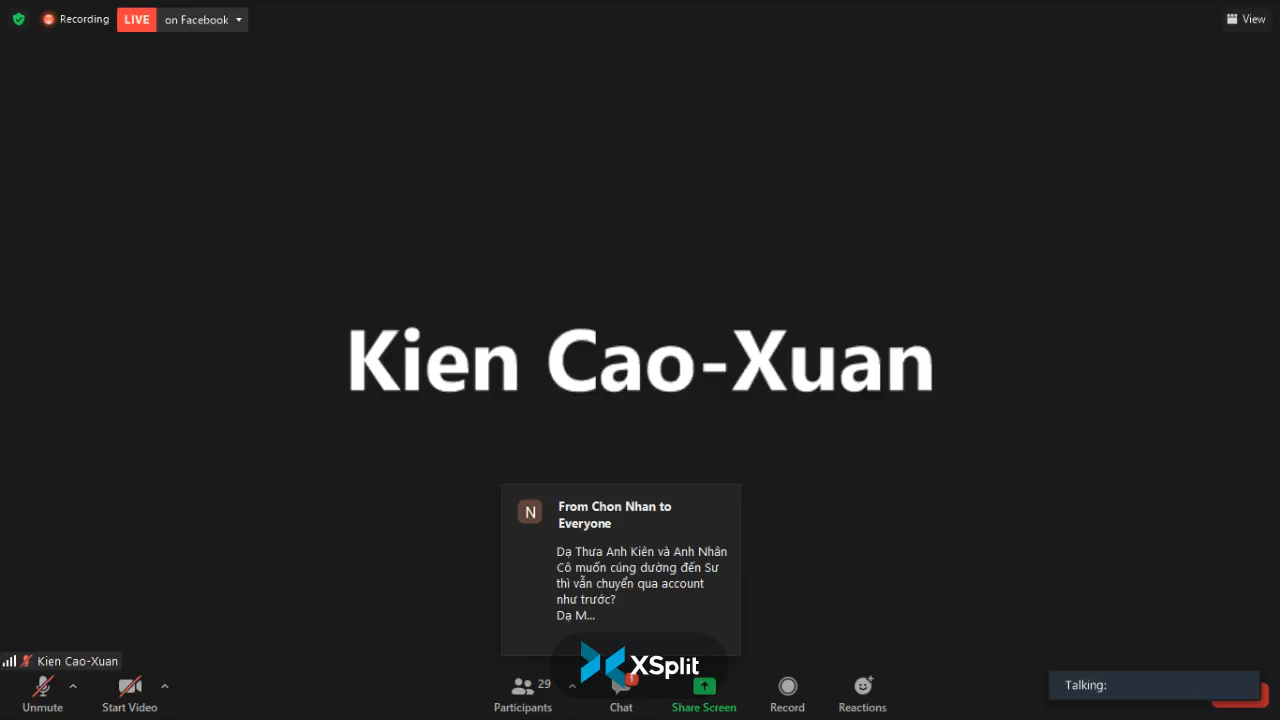 Recording
LIVE on Facebook
View
Kien Cao-Xuan
N
From Chon Nhan to
Everyone
Dạ Thưa Anh Kiên và Anh Nhân
Cô muốn cúng dường đến Sư
thì vẫn chuyển qua account
như trước?
Dạ M...
XSplit
Kien Cao-Xuan
29
1
Talking:
Unmute
Start Video
Participants
Chat
Share Screen
Record
Reactions